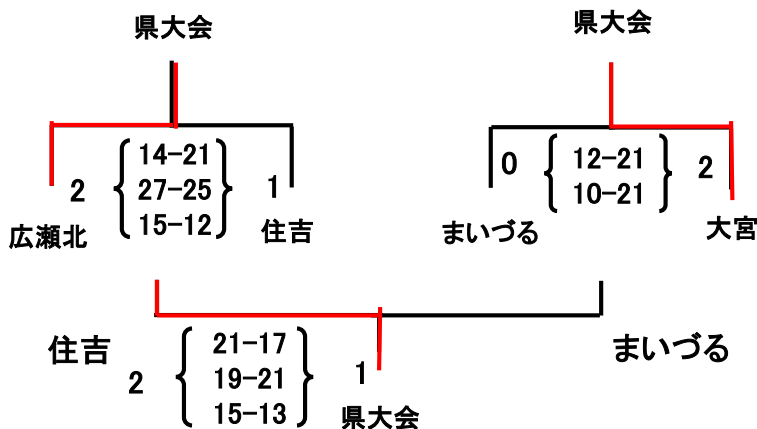 県大会
県大会
2 14-21 1
27-25
15-12
広瀬北 住吉
0 12-21 2
10-21
まいづる 大宮
住吉 まいづる
2 21-17 1
19-21
15-13
県大会